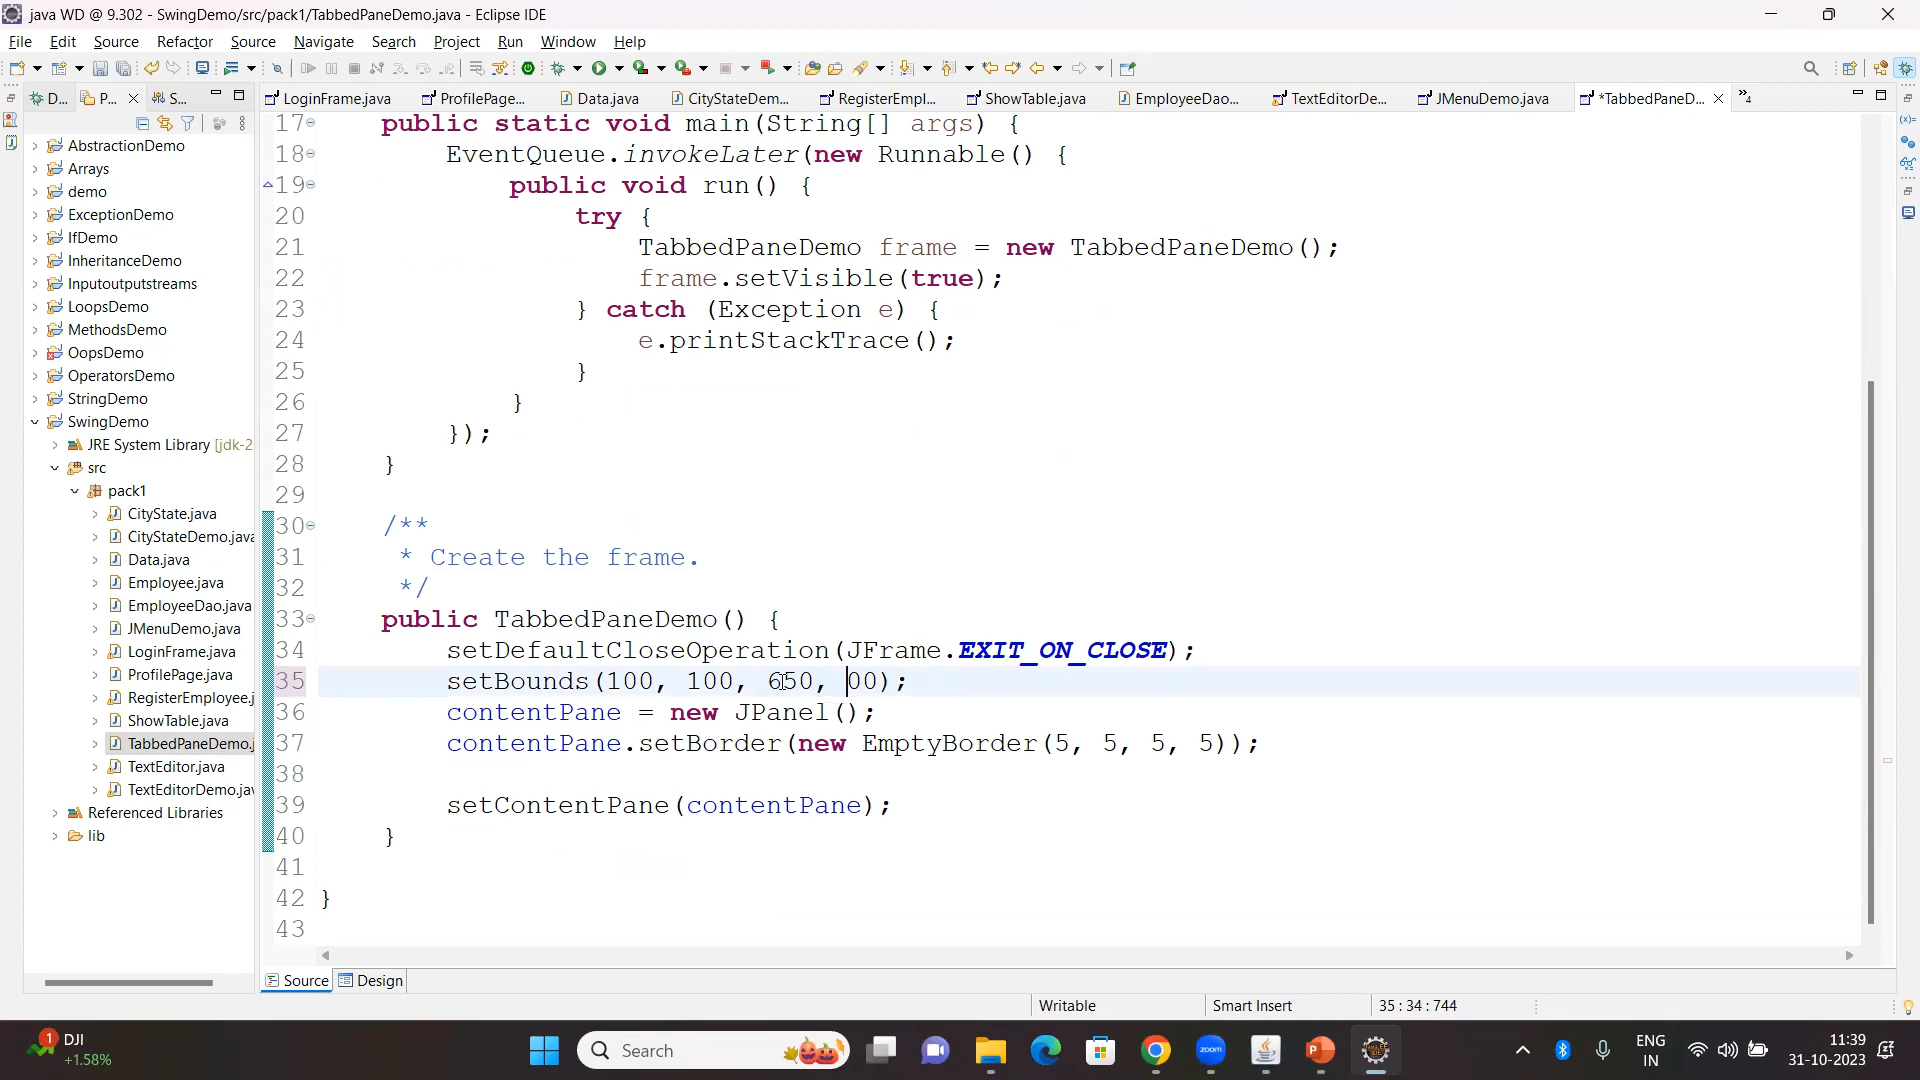 java WD @ 9.302 - SwingDemo/src/pack1/TabbedPaneDemo.java - Eclipse IDE
File Edit Source Refactor Source Navigate Search Project Run Window Help
D... P... S... LoginFrame.java ProfilePage... Data.java CityStateDem... RegisterEmpl... ShowTable.java EmployeeDao... TextEditorDe... JMenuDemo.java *TabbedPaneD... »4
AbstractionDemo
Arrays
demo
ExceptionDemo
IfDemo
InheritanceDemo
Inputoutputstreams
LoopsDemo
MethodsDemo
OopsDemo
OperatorsDemo
StringDemo
SwingDemo
JRE System Library [jdk-2
src
pack1
CityState.java
CityStateDemo.java
Data.java
Employee.java
EmployeeDao.java
JMenuDemo.java
LoginFrame.java
ProfilePage.java
RegisterEmployee.j
ShowTable.java
TabbedPaneDemo.j
TextEditor.java
TextEditorDemo.jav
Referenced Libraries
lib
17 public static void main(String[] args) {
18 EventQueue.invokeLater(new Runnable() {
19 public void run() {
20 try {
21 TabbedPaneDemo frame = new TabbedPaneDemo();
22 frame.setVisible(true);
23 } catch (Exception e) {
24 e.printStackTrace();
25 }
26 }
27 });
28 }
29
30 /**
31 * Create the frame.
32 */
33 public TabbedPaneDemo() {
34 setDefaultCloseOperation(JFrame.EXIT_ON_CLOSE);
35 setBounds(100, 100, 650, 00);
36 contentPane = new JPanel();
37 contentPane.setBorder(new EmptyBorder(5, 5, 5, 5));
38
39 setContentPane(contentPane);
40 }
41
42 }
43
Source Design
Writable Smart Insert 35 : 34 : 744
1 DJI
+1.58%
Search
zoom
ENG
IN
11:39
31-10-2023